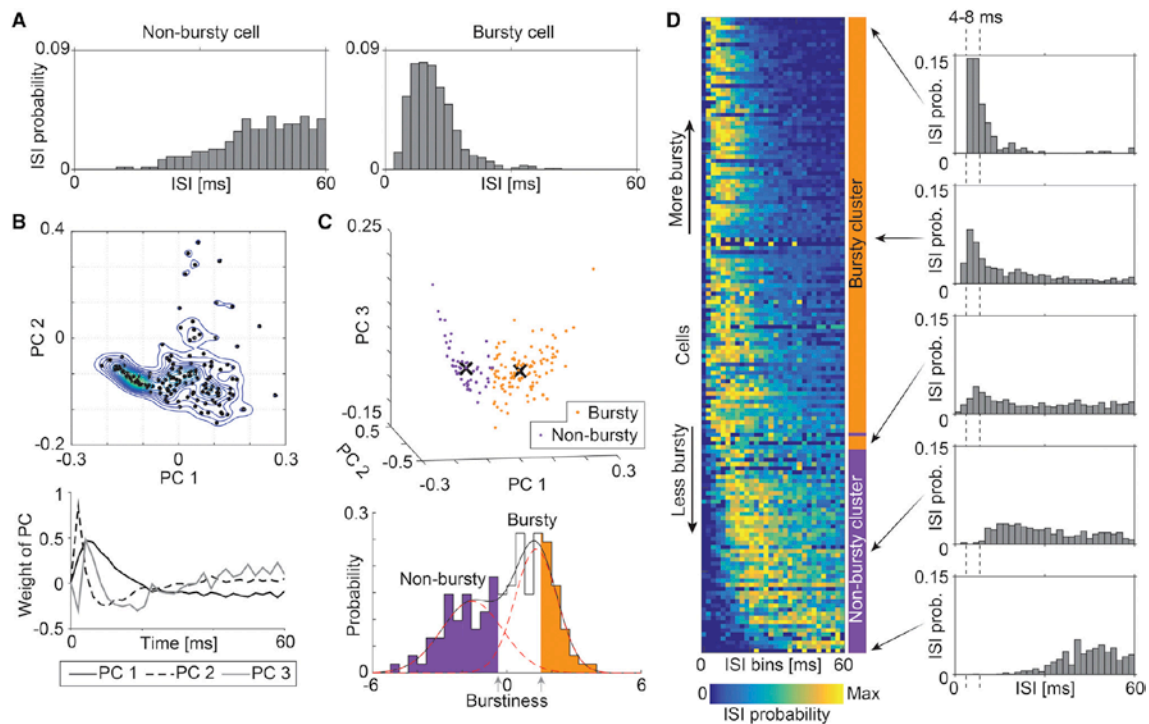 A
Non-bursty cell
Bursty cell
0.09
0
ISI probability
0
ISI [ms]
60
0.09
0
0
ISI [ms]
60
B
0.4
0
-0.2
PC 2
-0.3
0
0.3
PC 1
1
0.5
0
-0.5
Weight of PC
0
Time [ms]
60
PC 1
PC 2
PC 3
C
0.25
PC 3
-0.15
0.5
PC 2
-0.5
-0.3
PC 1
0.3
Bursty
Non-bursty
0.3
Probability
0
Non-bursty
Bursty
-6
0
6
Burstiness
D
More bursty
Cells
Less bursty
Bursty cluster
Non-bursty cluster
0
ISI bins [ms]
60
0
Max
ISI probability
4-8 ms
0.15
ISI prob.
0
0.15
ISI prob.
0
0.15
ISI prob.
0
0.15
ISI prob.
0
0.15
ISI prob.
0
0
ISI [ms]
60